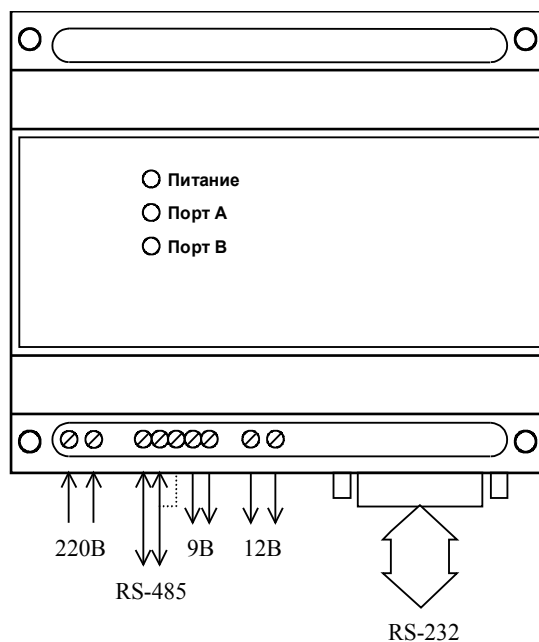 Питание
Порт А
Порт В
220В
9В
12В
RS-485
RS-232